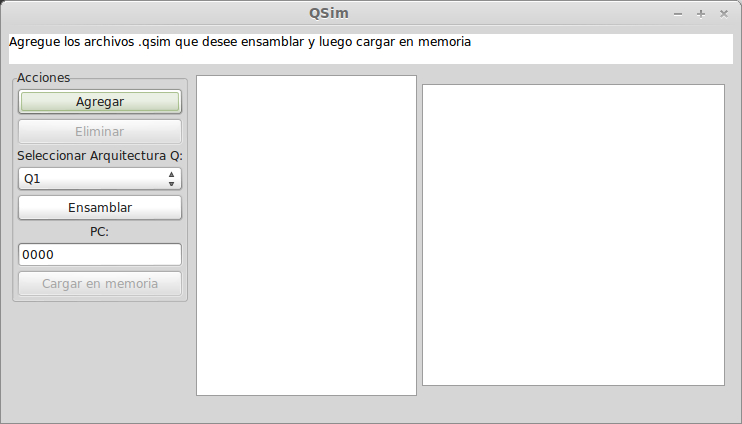 QSim
Agregue los archivos .qsim que desee ensamblar y luego cargar en memoria
Acciones
Agregar
Eliminar
Seleccionar Arquitectura Q:
Q1
Ensamblar
PC:
0000
Cargar en memoria